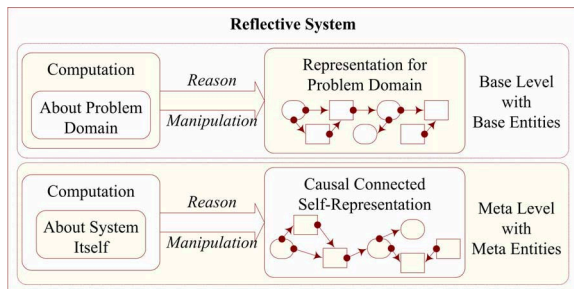 Reflective System
Computation
About Problem
Domain
Reason
Manipulation
Representation for
Problem Domain
Base Level
with
Base Entities
Computation
About System
Itself
Reason
Manipulation
Causal Connected
Self-Representation
Meta Level
with
Meta Entities